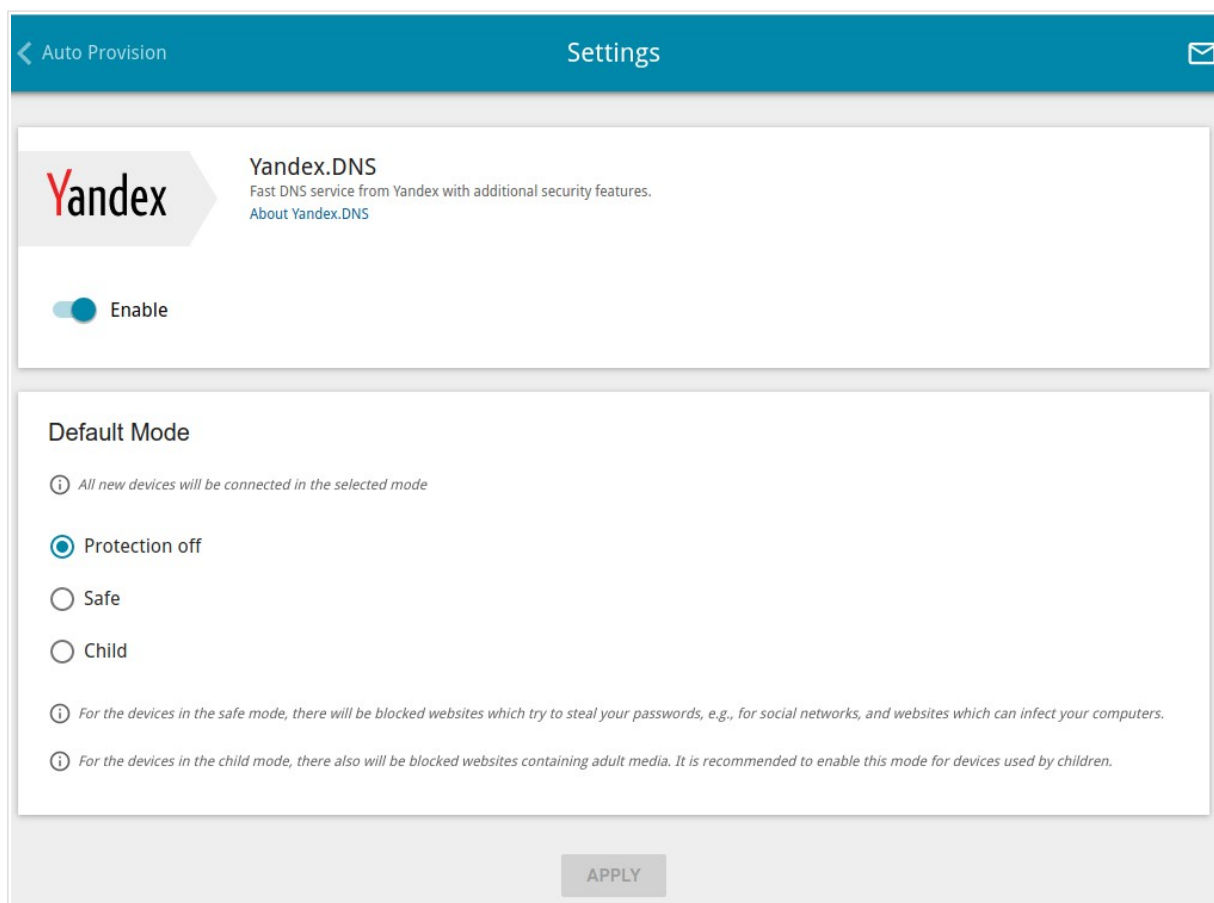 Auto Provision
Settings
Yandex
Yandex.DNS
Fast DNS service from Yandex with additional security features.
About Yandex.DNS
Enable
Default Mode
All new devices will be connected in the selected mode
Protection off
Safe
Child
For the devices in the safe mode, there will be blocked websites which try to steal your passwords, e.g., for social networks, and websites which can infect your computers.
For the devices in the child mode, there also will be blocked websites containing adult media. It is recommended to enable this mode for devices used by children.
APPLY